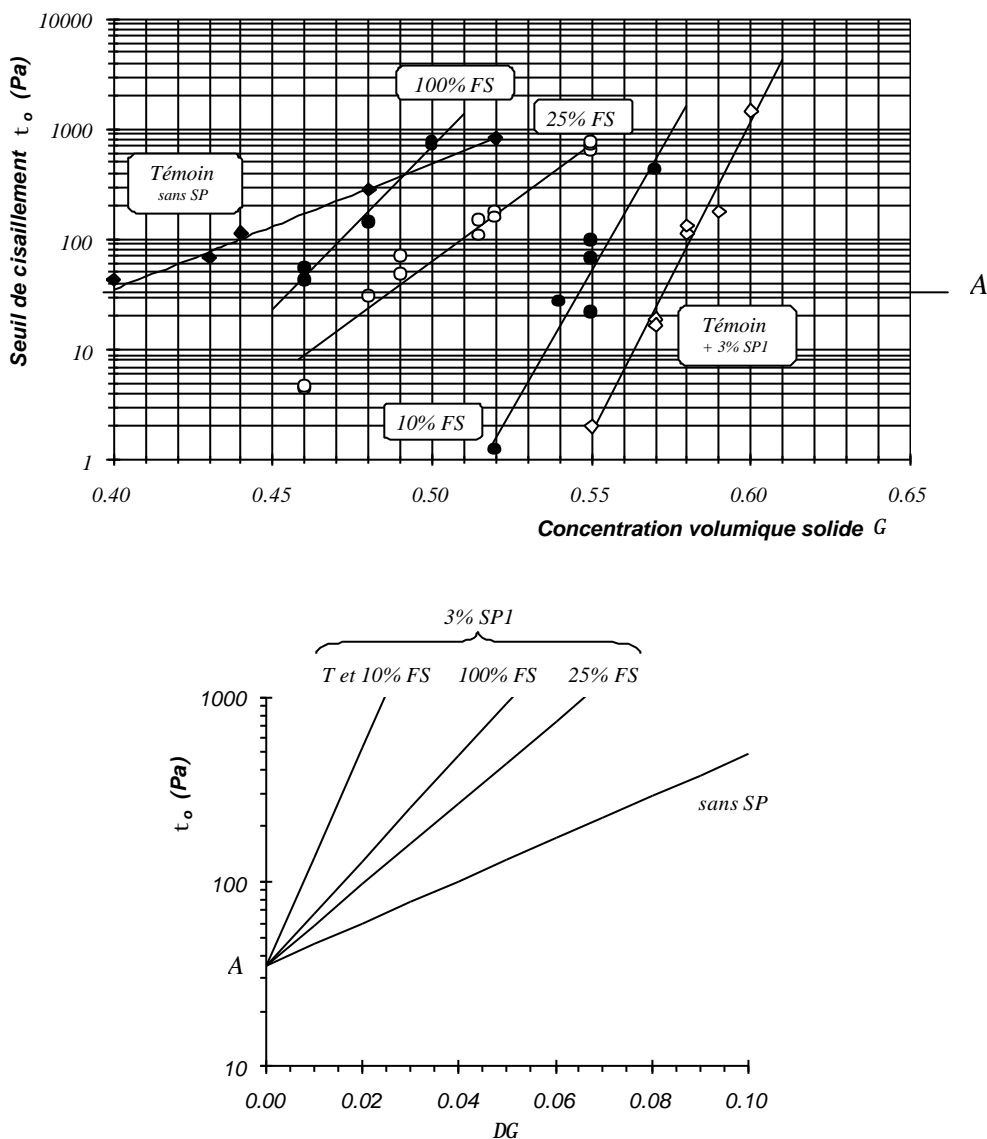 10000
1000
100
10
1
Seuil de cisaillement τo (Pa)
100% FS
25% FS
Témoin
sans SP
A
Témoin
+ 3% SP1
10% FS
0.40 0.45 0.50 0.55 0.60 0.65
Concentration volumique solide G
3% SP1
T et 10% FS 100% FS 25% FS
1000
100
A
10
τo (Pa)
sans SP
0.00 0.02 0.04 0.06 0.08 0.10
DG